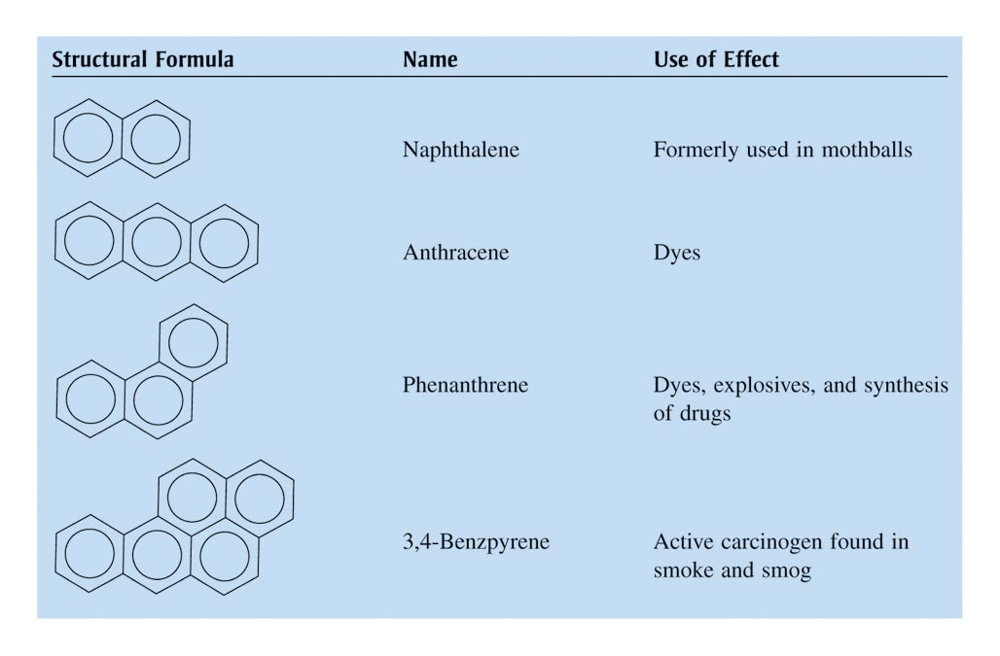 Structural Formula Name Use of Effect
Naphthalene Formerly used in mothballs
Anthracene Dyes
Phenanthrene Dyes, explosives, and synthesis
of drugs
3,4-Benzpyrene Active carcinogen found in
smoke and smog